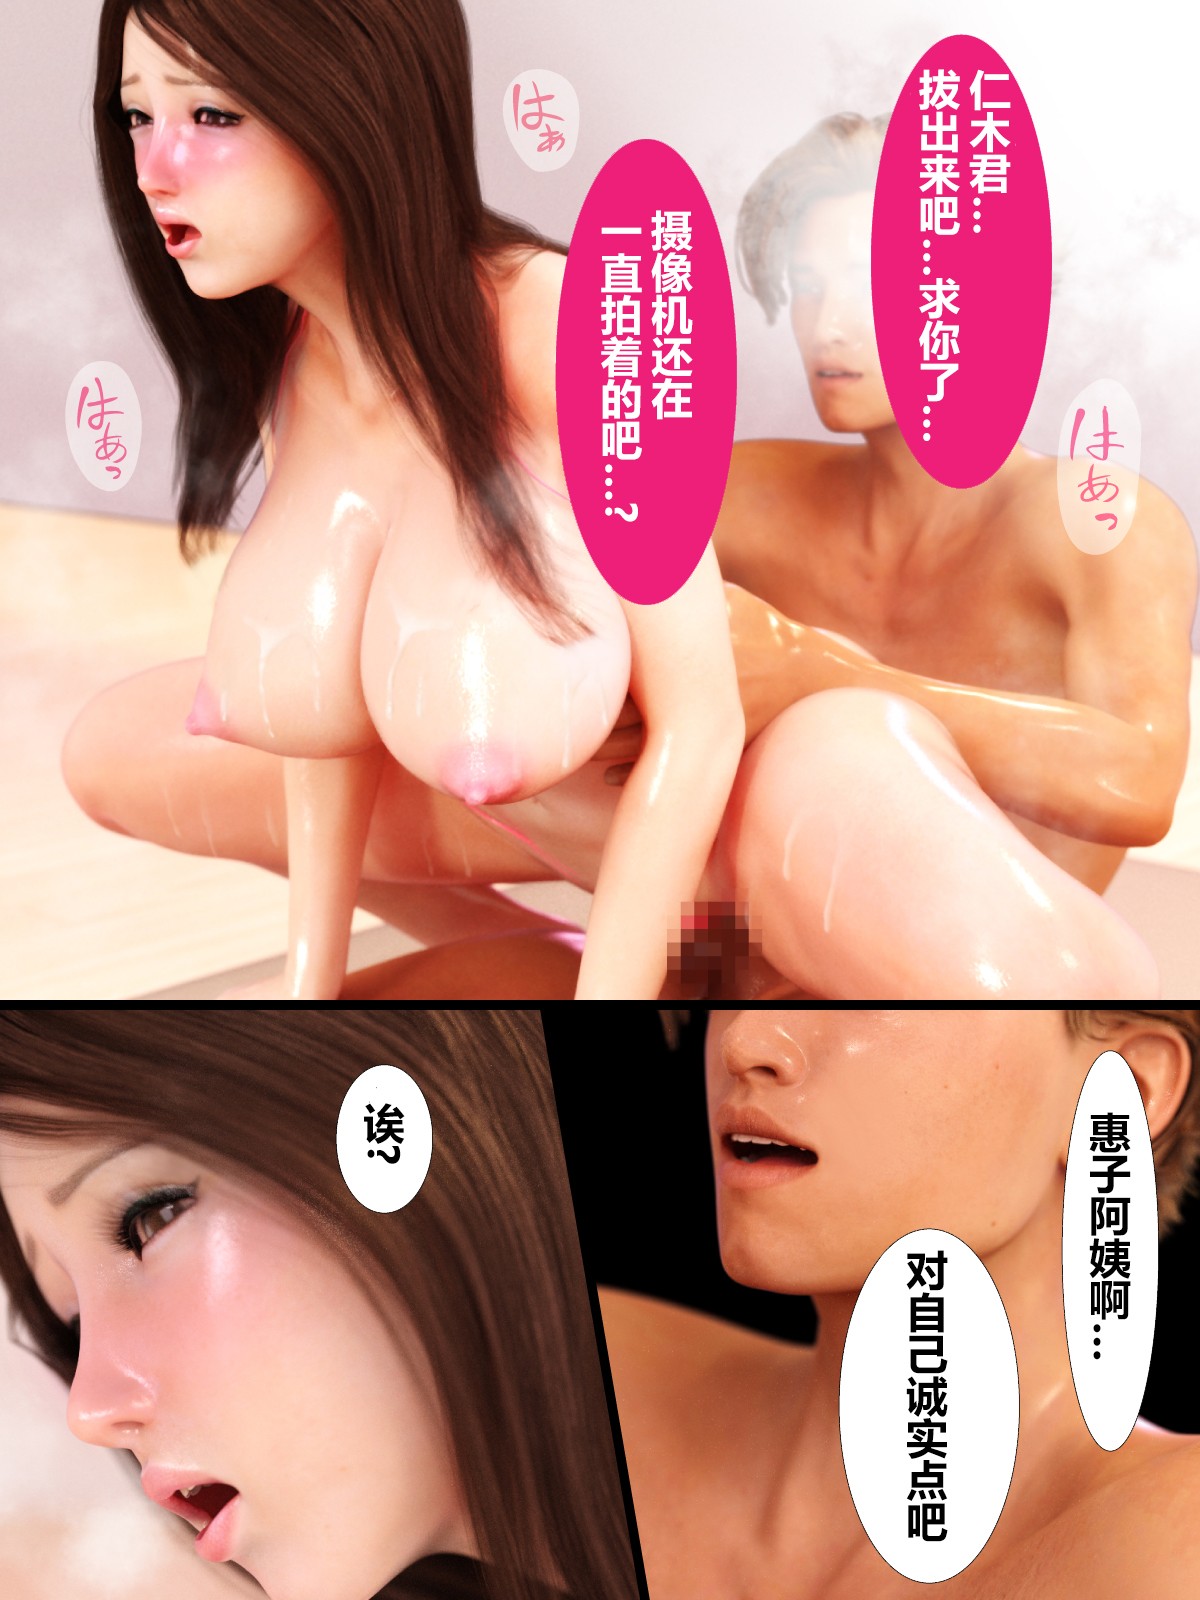 仁木君…
拔出来吧…求你了…
摄像机还在
一直拍着的吧…?
はぁ
はあっ
はあっ
惠子阿姨啊…
对自己诚实点吧
诶?